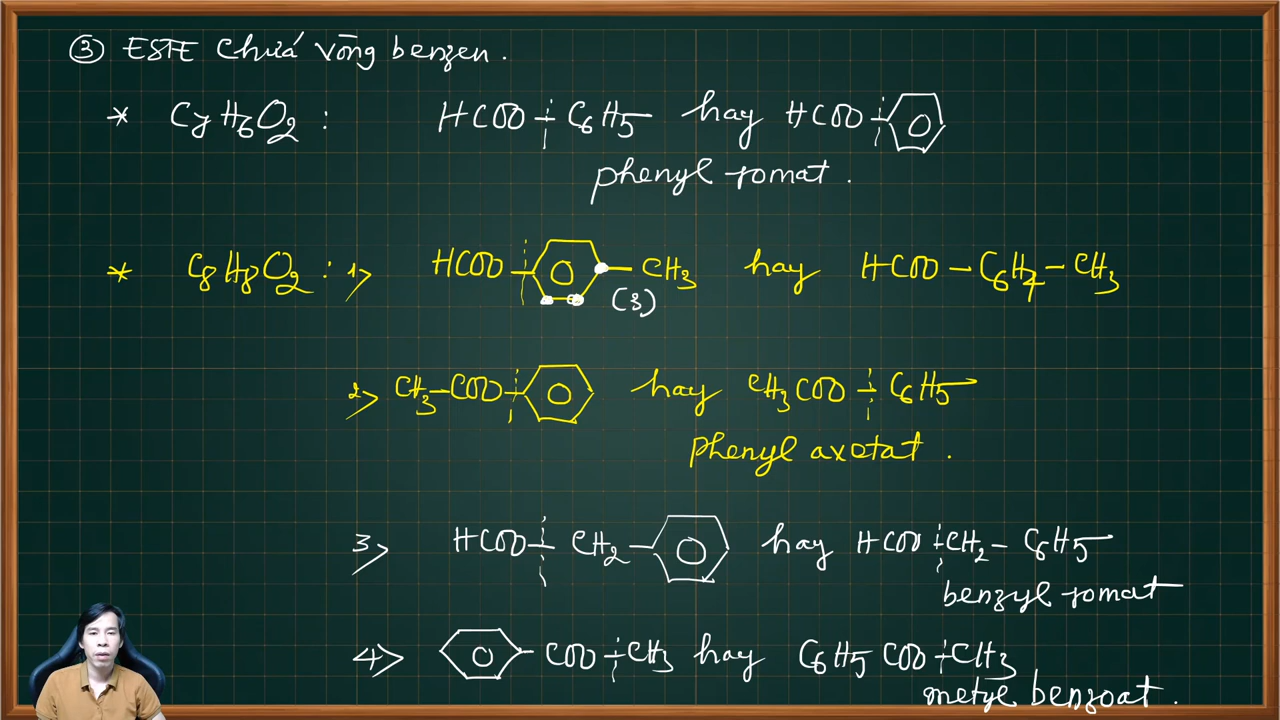 ③ ESTE chứá vōng benzen.
* C7H6O2 : HCOO-C6H5 hay HCOO-
phenyl fomat.
* C8H8O2 : 1> HCOO- -CH3 hay HCOO-C6H4-CH3
(3)
2> CH3-COO- hay CH3COO-C6H5
phenyl axetat.
3> HCOO-CH2- hay HCOO-CH2-C6H5
benzyl fomat
4> -COO-CH3 hay C6H5COO-CH3
metyl benzoat.